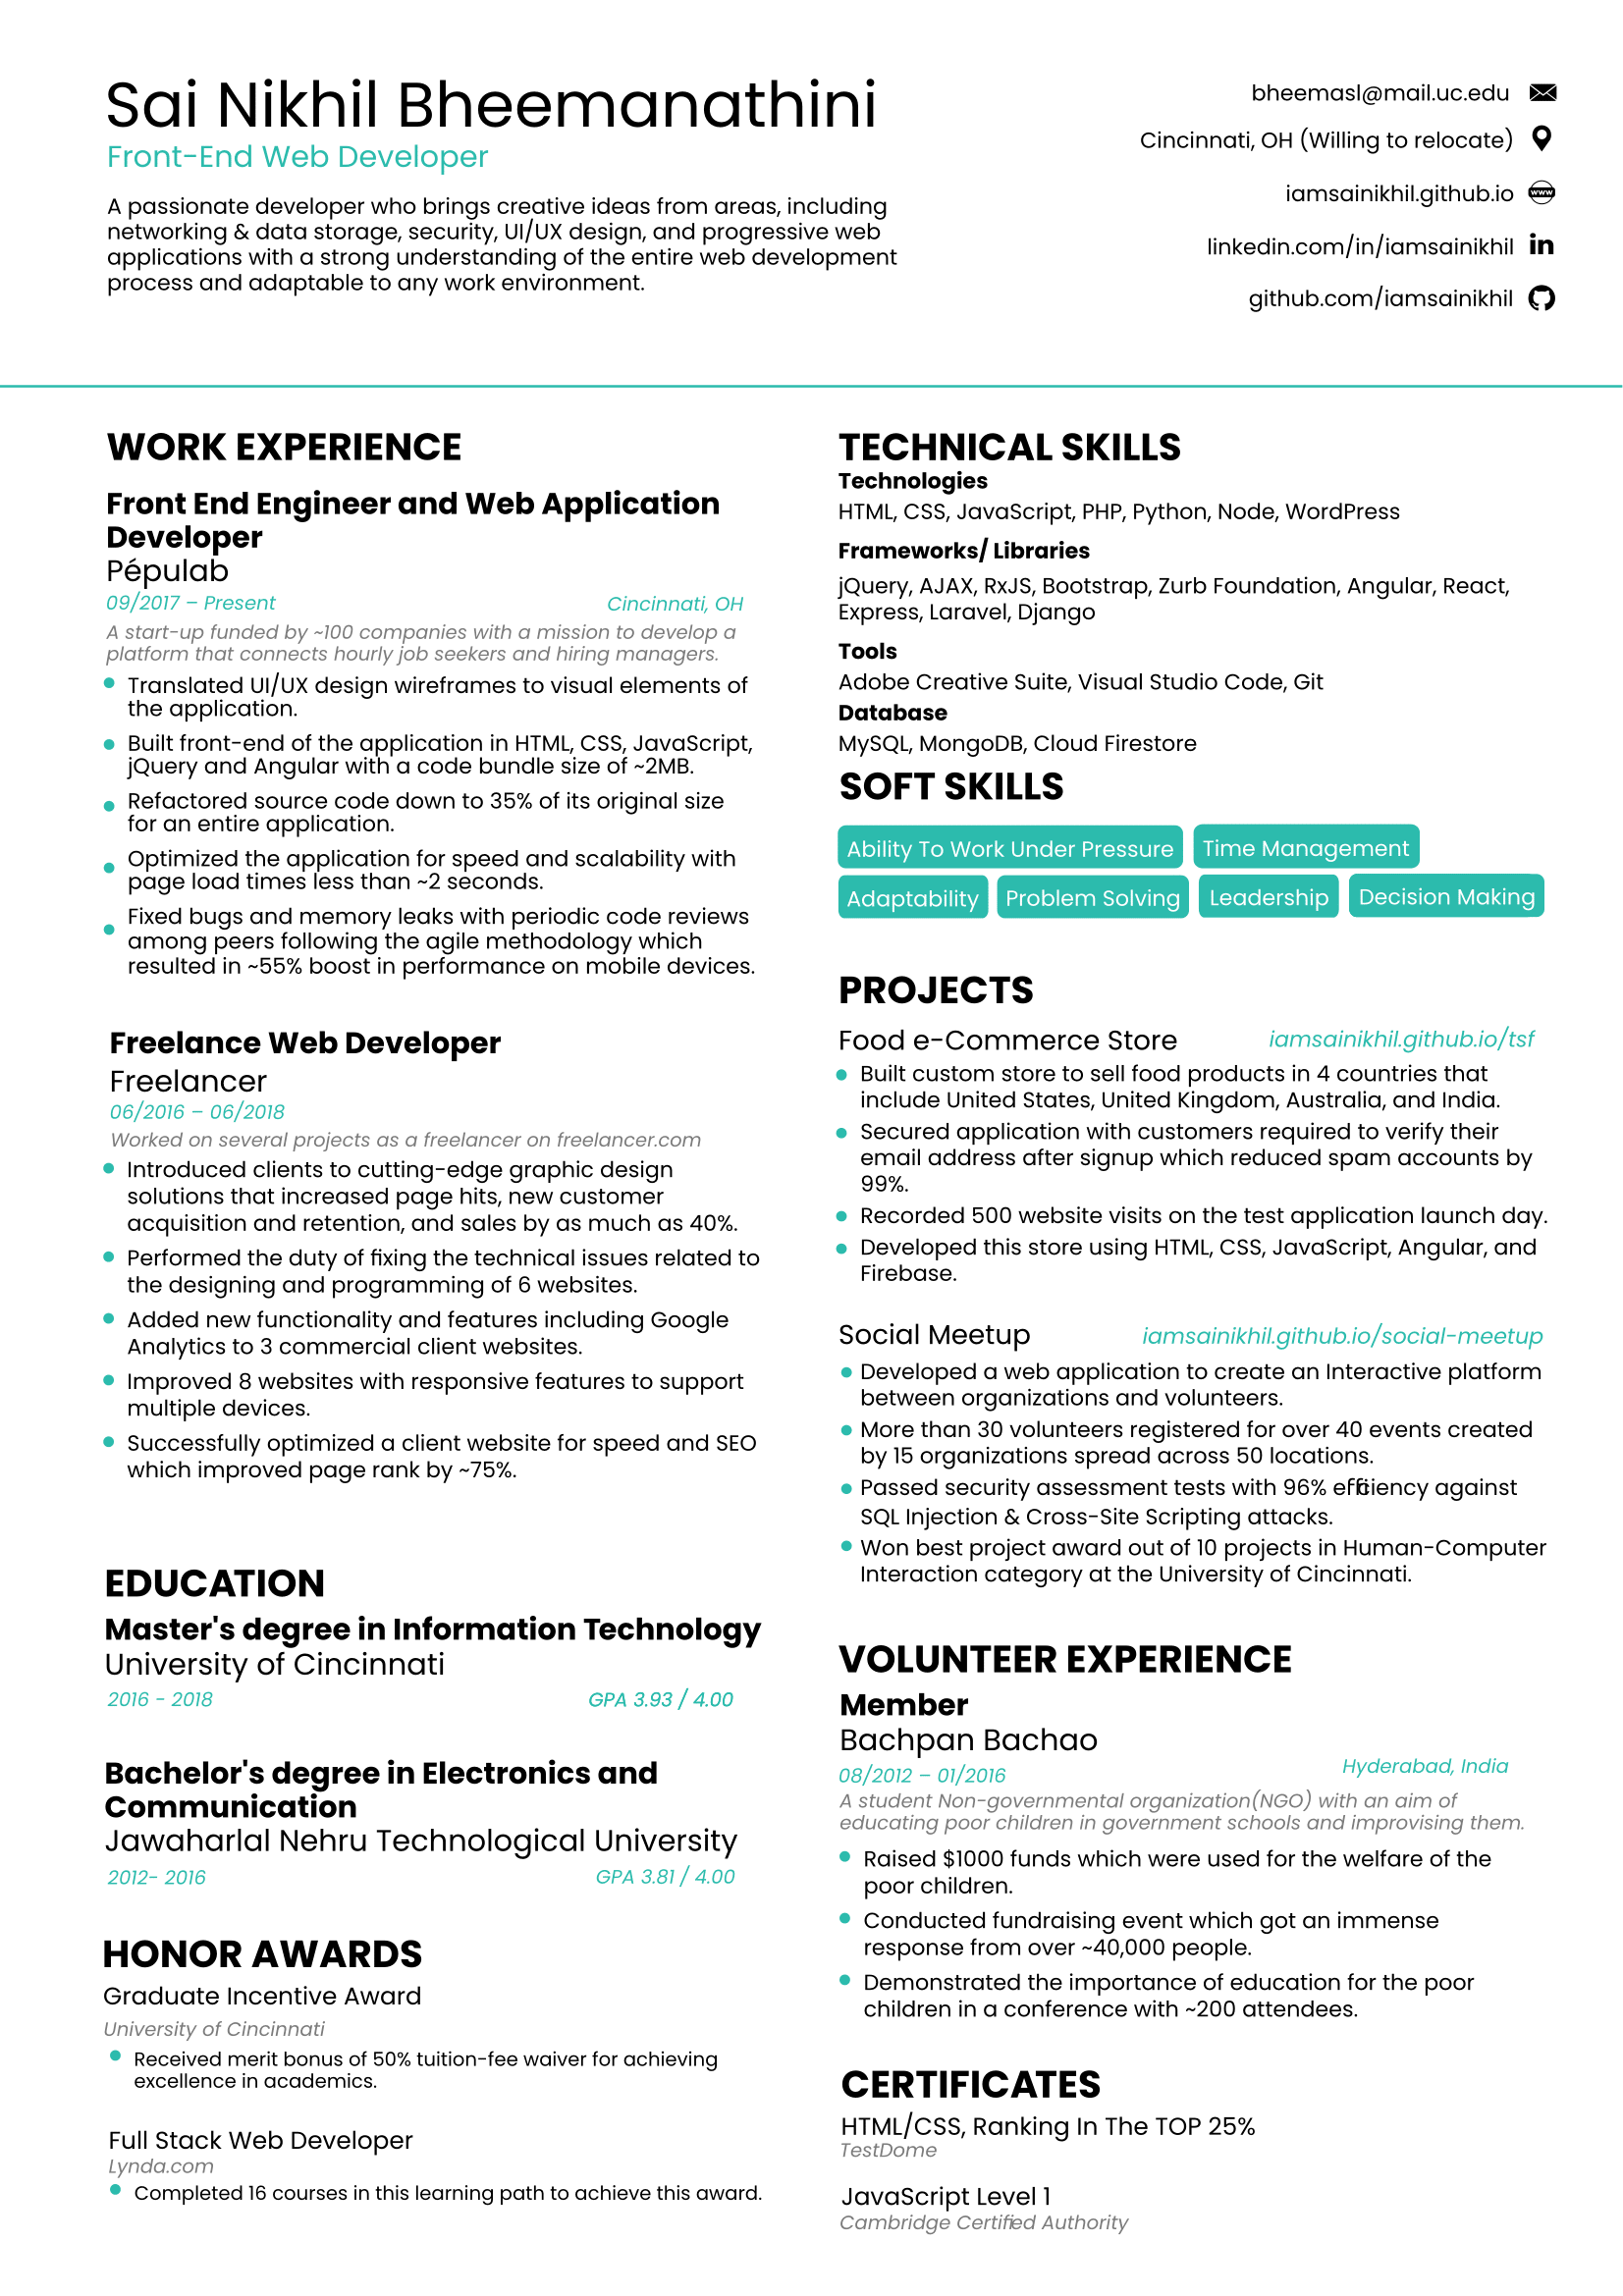 Sai Nikhil Bheemanathini
Front-End Web Developer
A passionate developer who brings creative ideas from areas, including
networking & data storage, security, UI/UX design, and progressive web
applications with a strong understanding of the entire web development
process and adaptable to any work environment.
bheemasl@mail.uc.edu
Cincinnati, OH (Willing to relocate)
iamsainikhil.github.io
www
linkedin.com/in/iamsainikhil
in
github.com/iamsainikhil
WORK EXPERIENCE
Front End Engineer and Web Application
Developer
Pépulab
09/2017 – Present
Cincinnati, OH
A start-up funded by ~100 companies with a mission to develop a
platform that connects hourly job seekers and hiring managers.
Translated UI/UX design wireframes to visual elements of
the application.
Built front-end of the application in HTML, CSS, JavaScript,
jQuery and Angular with a code bundle size of ~2MB.
Refactored source code down to 35% of its original size
for an entire application.
Optimized the application for speed and scalability with
page load times less than ~2 seconds.
Fixed bugs and memory leaks with periodic code reviews
among peers following the agile methodology which
resulted in ~55% boost in performance on mobile devices.
Freelance Web Developer
Freelancer
06/2016 – 06/2018
Worked on several projects as a freelancer on freelancer.com
Introduced clients to cutting-edge graphic design
solutions that increased page hits, new customer
acquisition and retention, and sales by as much as 40%.
Performed the duty of fixing the technical issues related to
the designing and programming of 6 websites.
Added new functionality and features including Google
Analytics to 3 commercial client websites.
Improved 8 websites with responsive features to support
multiple devices.
Successfully optimized a client website for speed and SEO
which improved page rank by ~75%.
EDUCATION
Master's degree in Information Technology
University of Cincinnati
2016 - 2018
GPA 3.93 / 4.00
Bachelor's degree in Electronics and
Communication
Jawaharlal Nehru Technological University
2012- 2016
GPA 3.81 / 4.00
HONOR AWARDS
Graduate Incentive Award
University of Cincinnati
Received merit bonus of 50% tuition-fee waiver for achieving
excellence in academics.
Full Stack Web Developer
Lynda.com
Completed 16 courses in this learning path to achieve this award.
TECHNICAL SKILLS
Technologies
HTML, CSS, JavaScript, PHP, Python, Node, WordPress
Frameworks/ Libraries
jQuery, AJAX, RxJS, Bootstrap, Zurb Foundation, Angular, React,
Express, Laravel, Django
Tools
Adobe Creative Suite, Visual Studio Code, Git
Database
MySQL, MongoDB, Cloud Firestore
SOFT SKILLS
Ability To Work Under Pressure
Time Management
Adaptability
Problem Solving
Leadership
Decision Making
PROJECTS
Food e-Commerce Store
iamsainikhil.github.io/tsf
Built custom store to sell food products in 4 countries that
include United States, United Kingdom, Australia, and India.
Secured application with customers required to verify their
email address after signup which reduced spam accounts by
99%.
Recorded 500 website visits on the test application launch day.
Developed this store using HTML, CSS, JavaScript, Angular, and
Firebase.
Social Meetup
iamsainikhil.github.io/social-meetup
Developed a web application to create an Interactive platform
between organizations and volunteers.
More than 30 volunteers registered for over 40 events created
by 15 organizations spread across 50 locations.
Passed security assessment tests with 96% efficiency against
SQL Injection & Cross-Site Scripting attacks.
Won best project award out of 10 projects in Human-Computer
Interaction category at the University of Cincinnati.
VOLUNTEER EXPERIENCE
Member
Bachpan Bachao
08/2012 – 01/2016
Hyderabad, India
A student Non-governmental organization(NGO) with an aim of
educating poor children in government schools and improvising them.
Raised $1000 funds which were used for the welfare of the
poor children.
Conducted fundraising event which got an immense
response from over ~40,000 people.
Demonstrated the importance of education for the poor
children in a conference with ~200 attendees.
CERTIFICATES
HTML/CSS, Ranking In The TOP 25%
TestDome
JavaScript Level 1
Cambridge Certified Authority